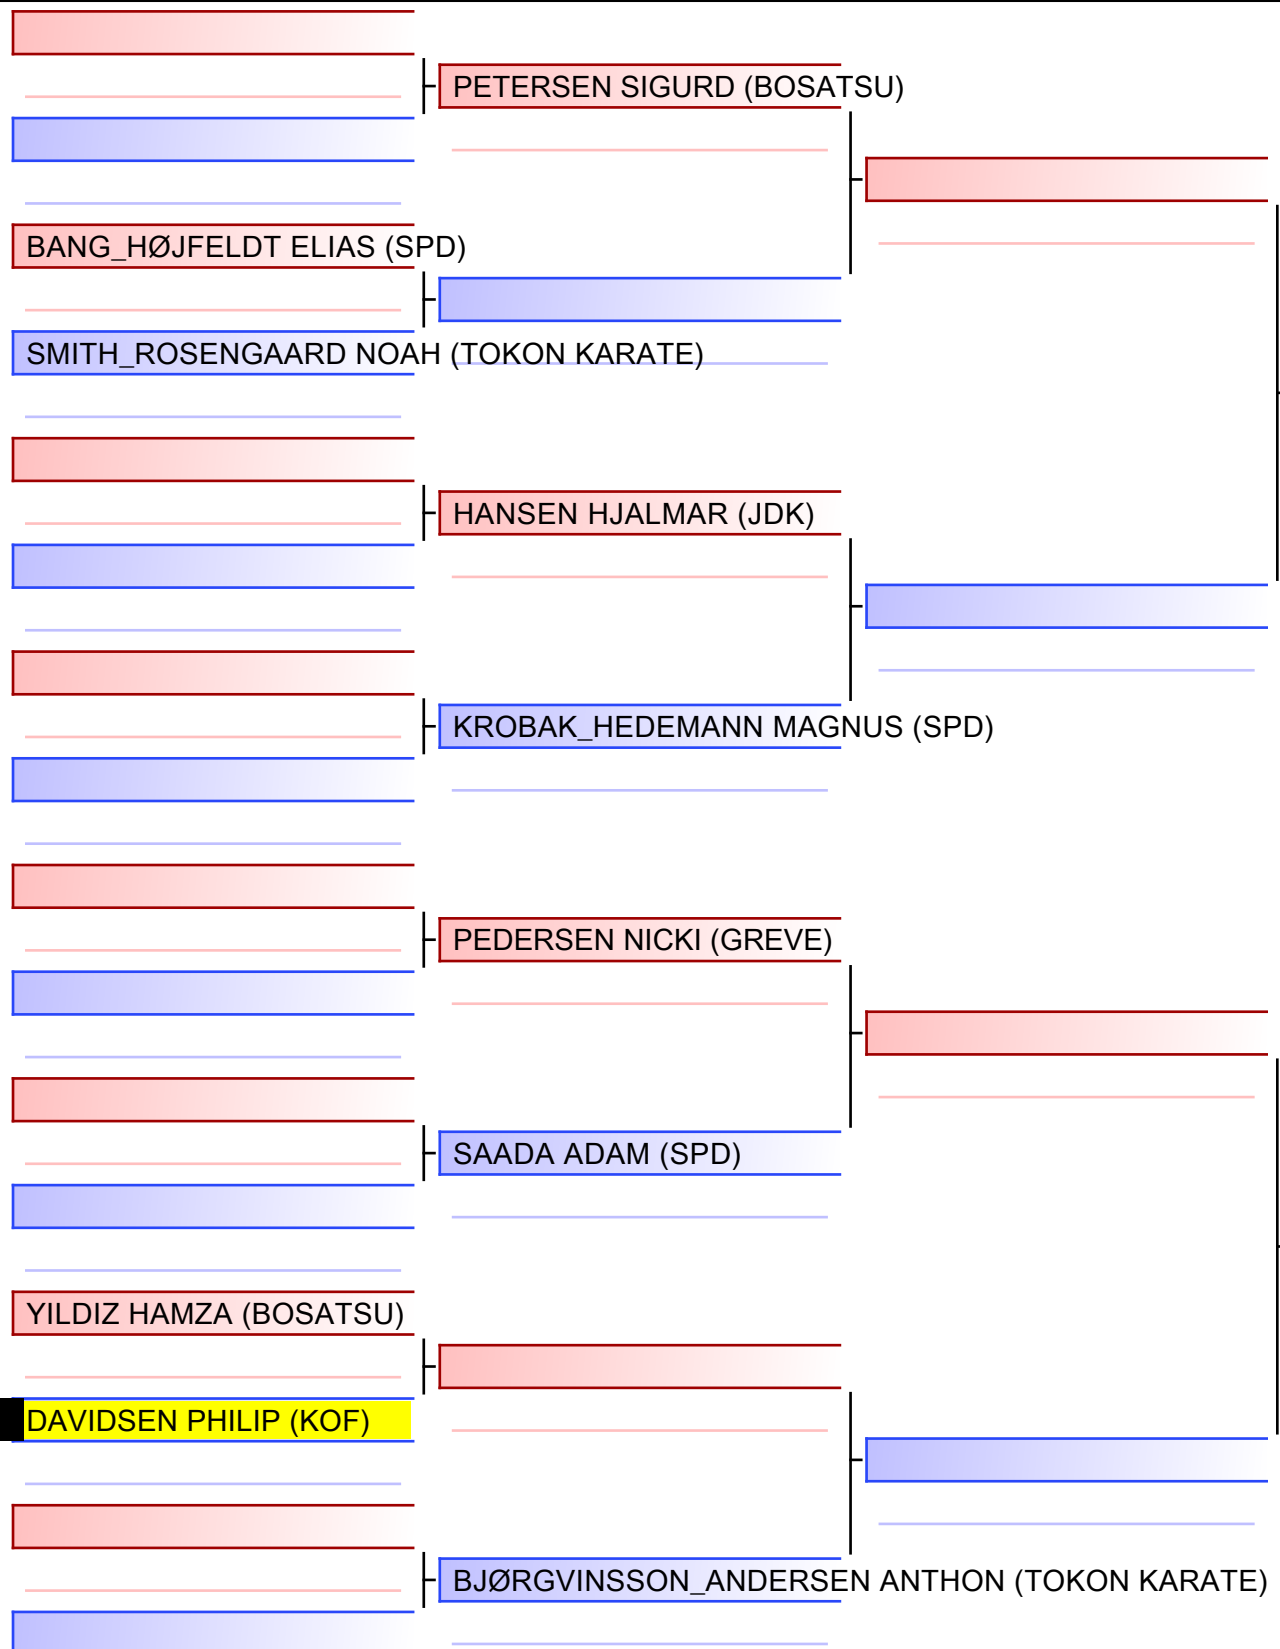 PETERSEN SIGURD (BOSATSU)
BANG_HØJFELDT ELIAS (SPD)
SMITH_ROSENGAARD NOAH (TOKON KARATE)
HANSEN HJALMAR (JDK)
KROBAK_HEDEMANN MAGNUS (SPD)
PEDERSEN NICKI (GREVE)
SAADA ADAM (SPD)
YILDIZ HAMZA (BOSATSU)
DAVIDSEN PHILIP (KOF)
BJØRGVINSSON_ANDERSEN ANTHON (TOKON KARATE)